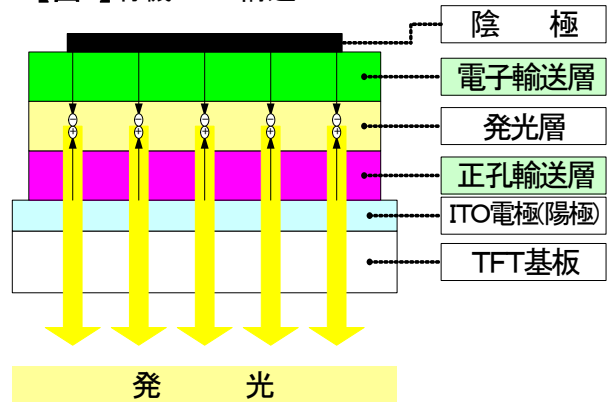 陰　極
電子輸送層
発光層
正孔輸送層
ITO電極(陽極)
TFT基板
発　光